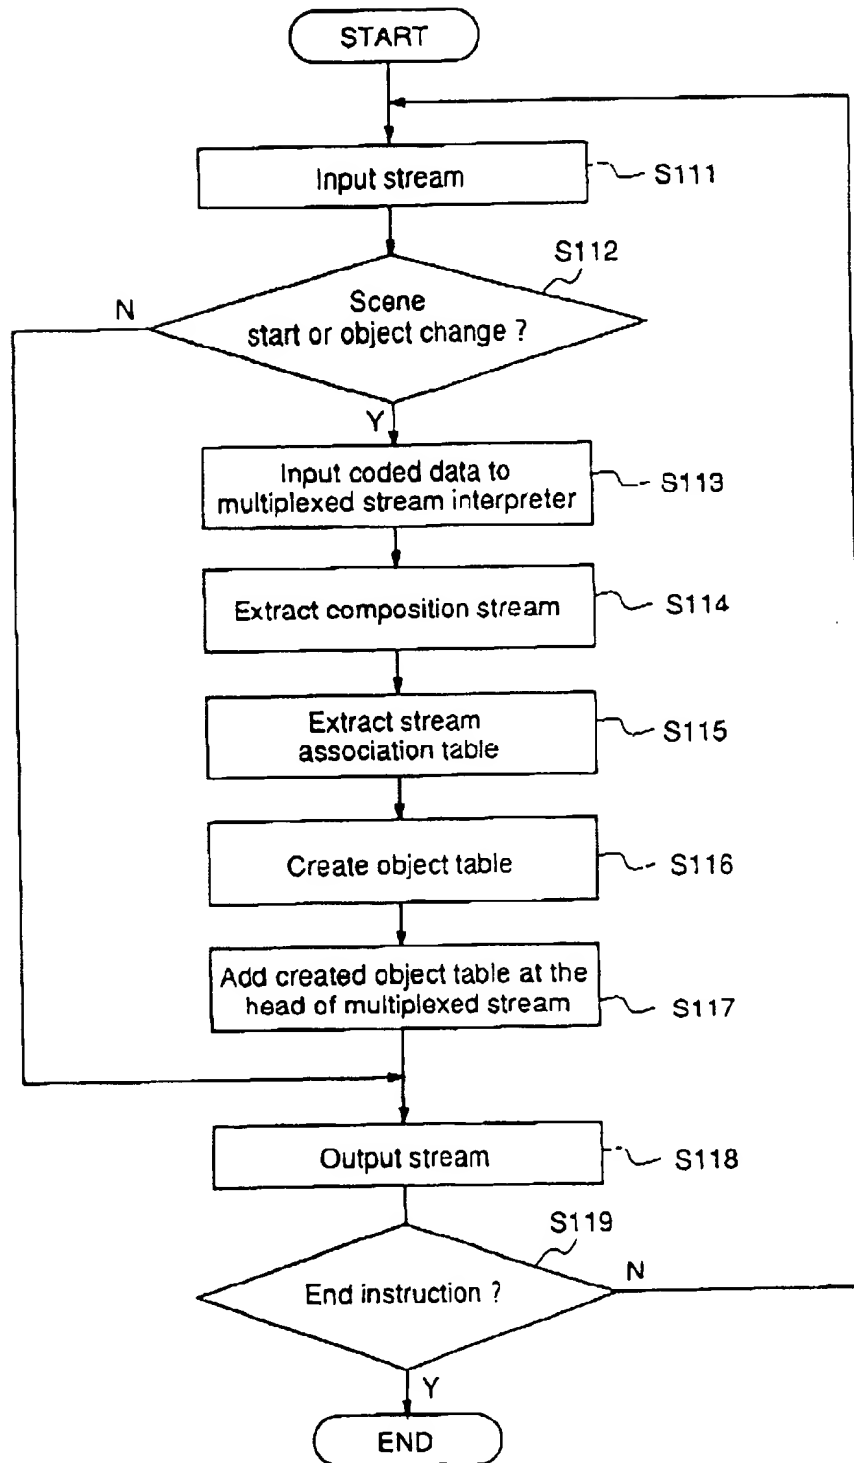 START
Input stream
S111
S112
N
Scene
start or object change ?
Y
Input coded data to
multiplexed stream interpreter
S113
Extract composition stream
S114
Extract stream
association table
S115
Create object table
S116
Add created object table at the
head of multiplexed stream
S117
Output stream
S118
S119
End instruction ?
N
Y
END